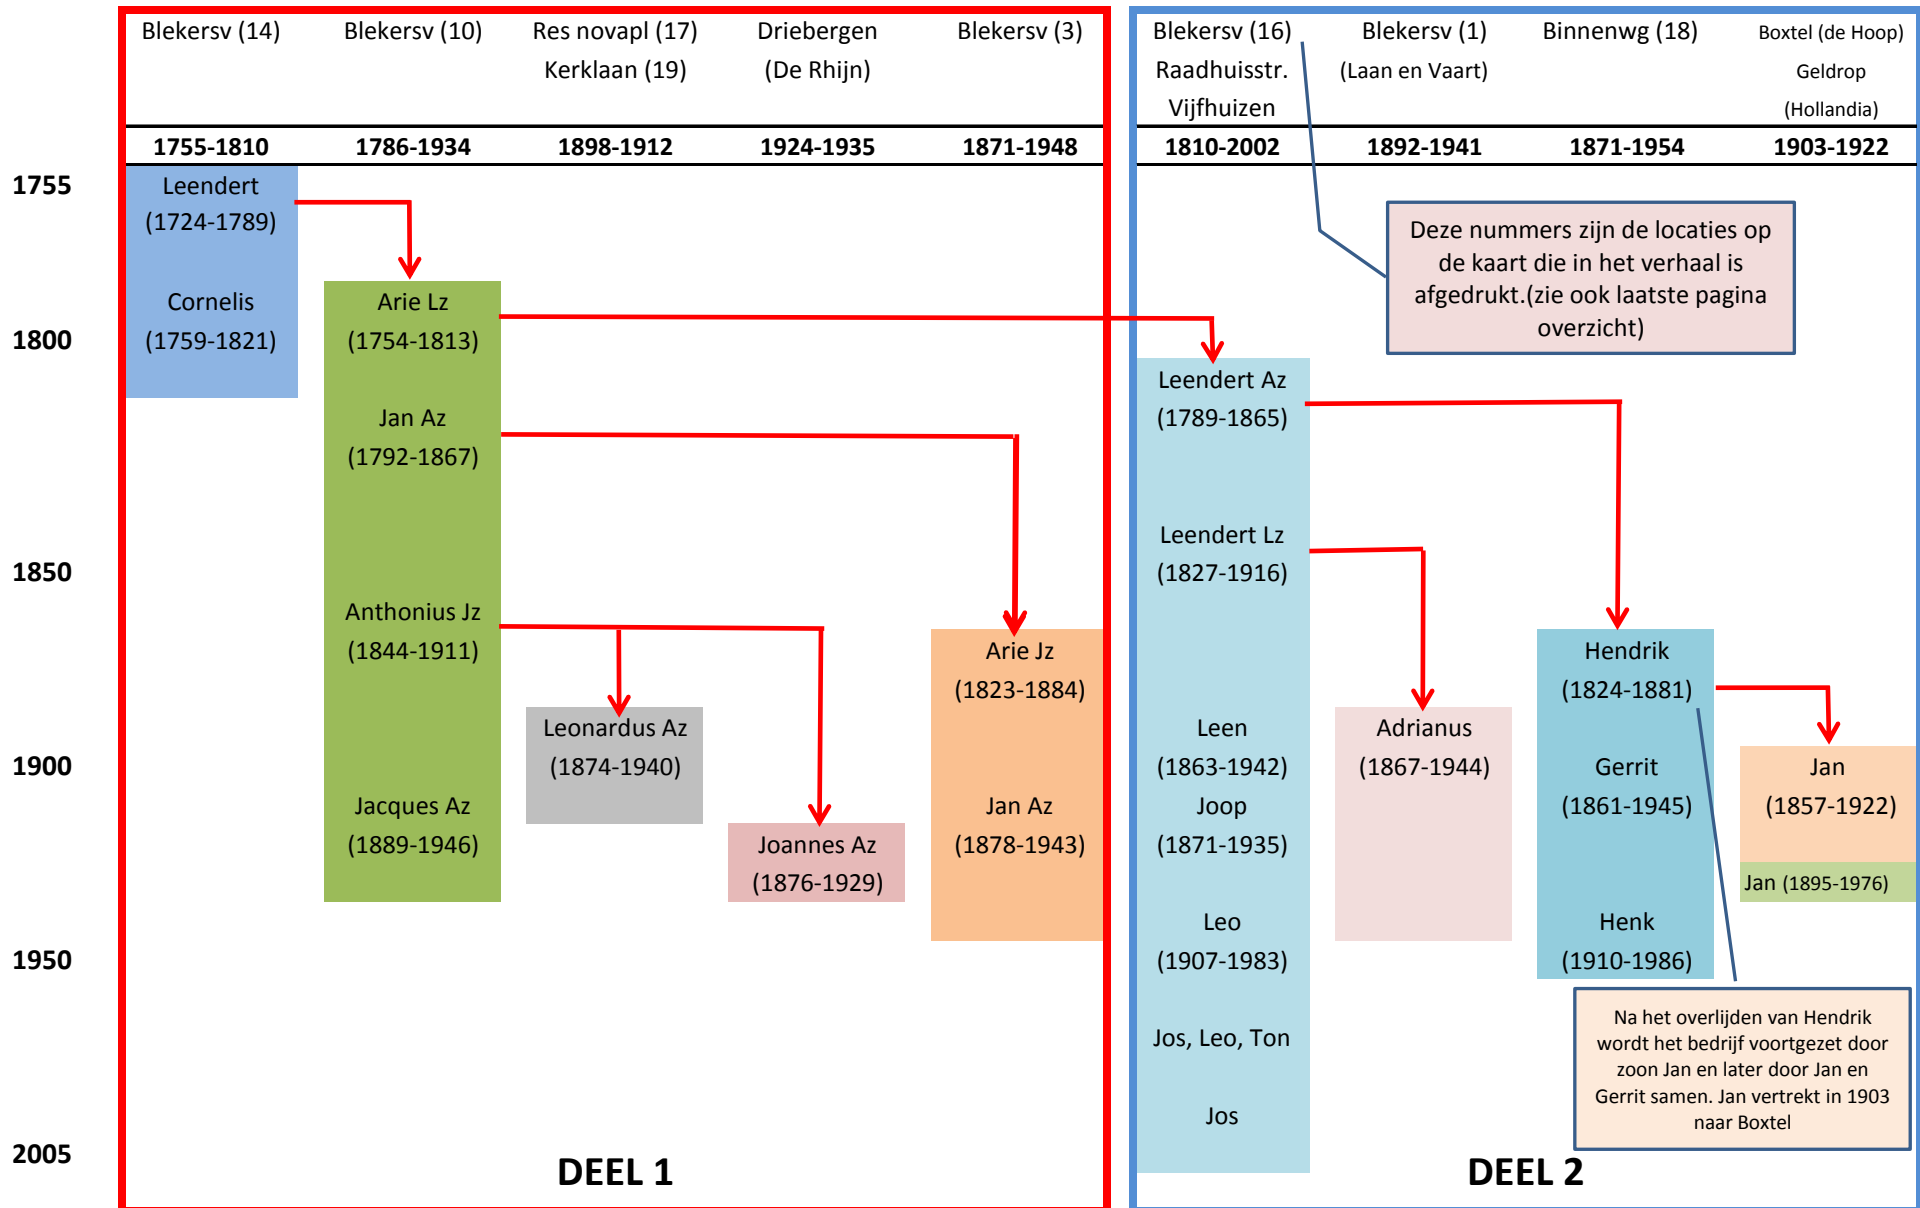 Blekersv (14)
Blekersv (10)
Res novapl (17)
Kerklaan (19)
Driebergen
(De Rhijn)
Blekersv (3)
Blekersv (16)
Raadhuisstr.
Vijfhuizen
Blekersv (1)
(Laan en Vaart)
Binnenwg (18)
Boxtel (de Hoop)
Geldrop
(Hollandia)
1755-1810
1786-1934
1898-1912
1924-1935
1871-1948
1810-2002
1892-1941
1871-1954
1903-1922
1755
1800
1850
1900
1950
2005
Leendert
(1724-1789)
Cornelis
(1759-1821)
Arie Lz
(1754-1813)
Jan Az
(1792-1867)
Anthonius Jz
(1844-1911)
Jacques Az
(1889-1946)
Leonardus Az
(1874-1940)
Joannes Az
(1876-1929)
Arie Jz
(1823-1884)
Jan Az
(1878-1943)
DEEL 1
Leendert Az
(1789-1865)
Leendert Lz
(1827-1916)
Leen
(1863-1942)
Joop
(1871-1935)
Leo
(1907-1983)
Jos, Leo, Ton
Jos
Deze nummers zijn de locaties op
de kaart die in het verhaal is
afgedrukt.(zie ook laatste pagina
overzicht)
Adrianus
(1867-1944)
Hendrik
(1824-1881)
Gerrit
(1861-1945)
Henk
(1910-1986)
Jan
(1857-1922)
Jan (1895-1976)
Na het overlijden van Hendrik
wordt het bedrijf voortgezet door
zoon Jan en later door Jan en
Gerrit samen. Jan vertrekt in 1903
naar Boxtel
DEEL 2